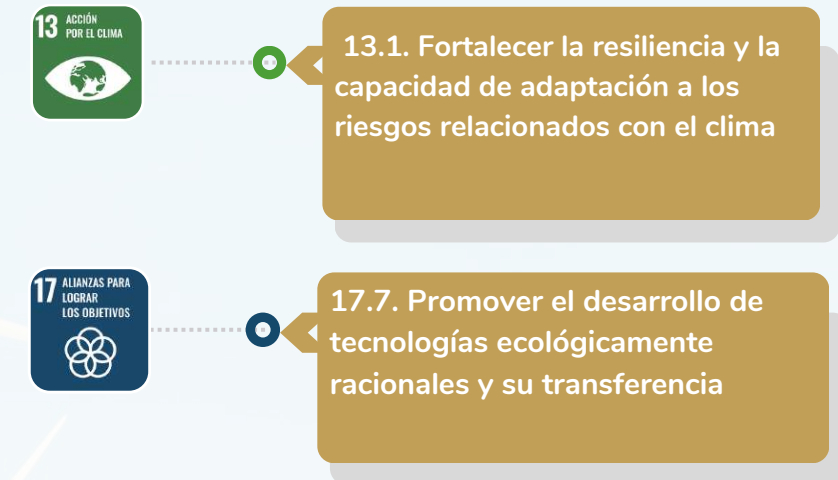 13 ACCIÓN
POR EL CLIMA
13.1. Fortalecer la resiliencia y la
capacidad de adaptación a los
riesgos relacionados con el clima
17 ALIANZAS PARA
LOGRAR
LOS OBJETIVOS
17.7. Promover el desarrollo de
tecnologías ecológicamente
racionales y su transferencia